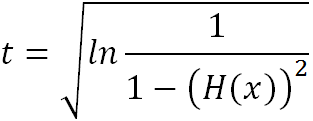 t = √(ln 1/(1 − (H(x))²))